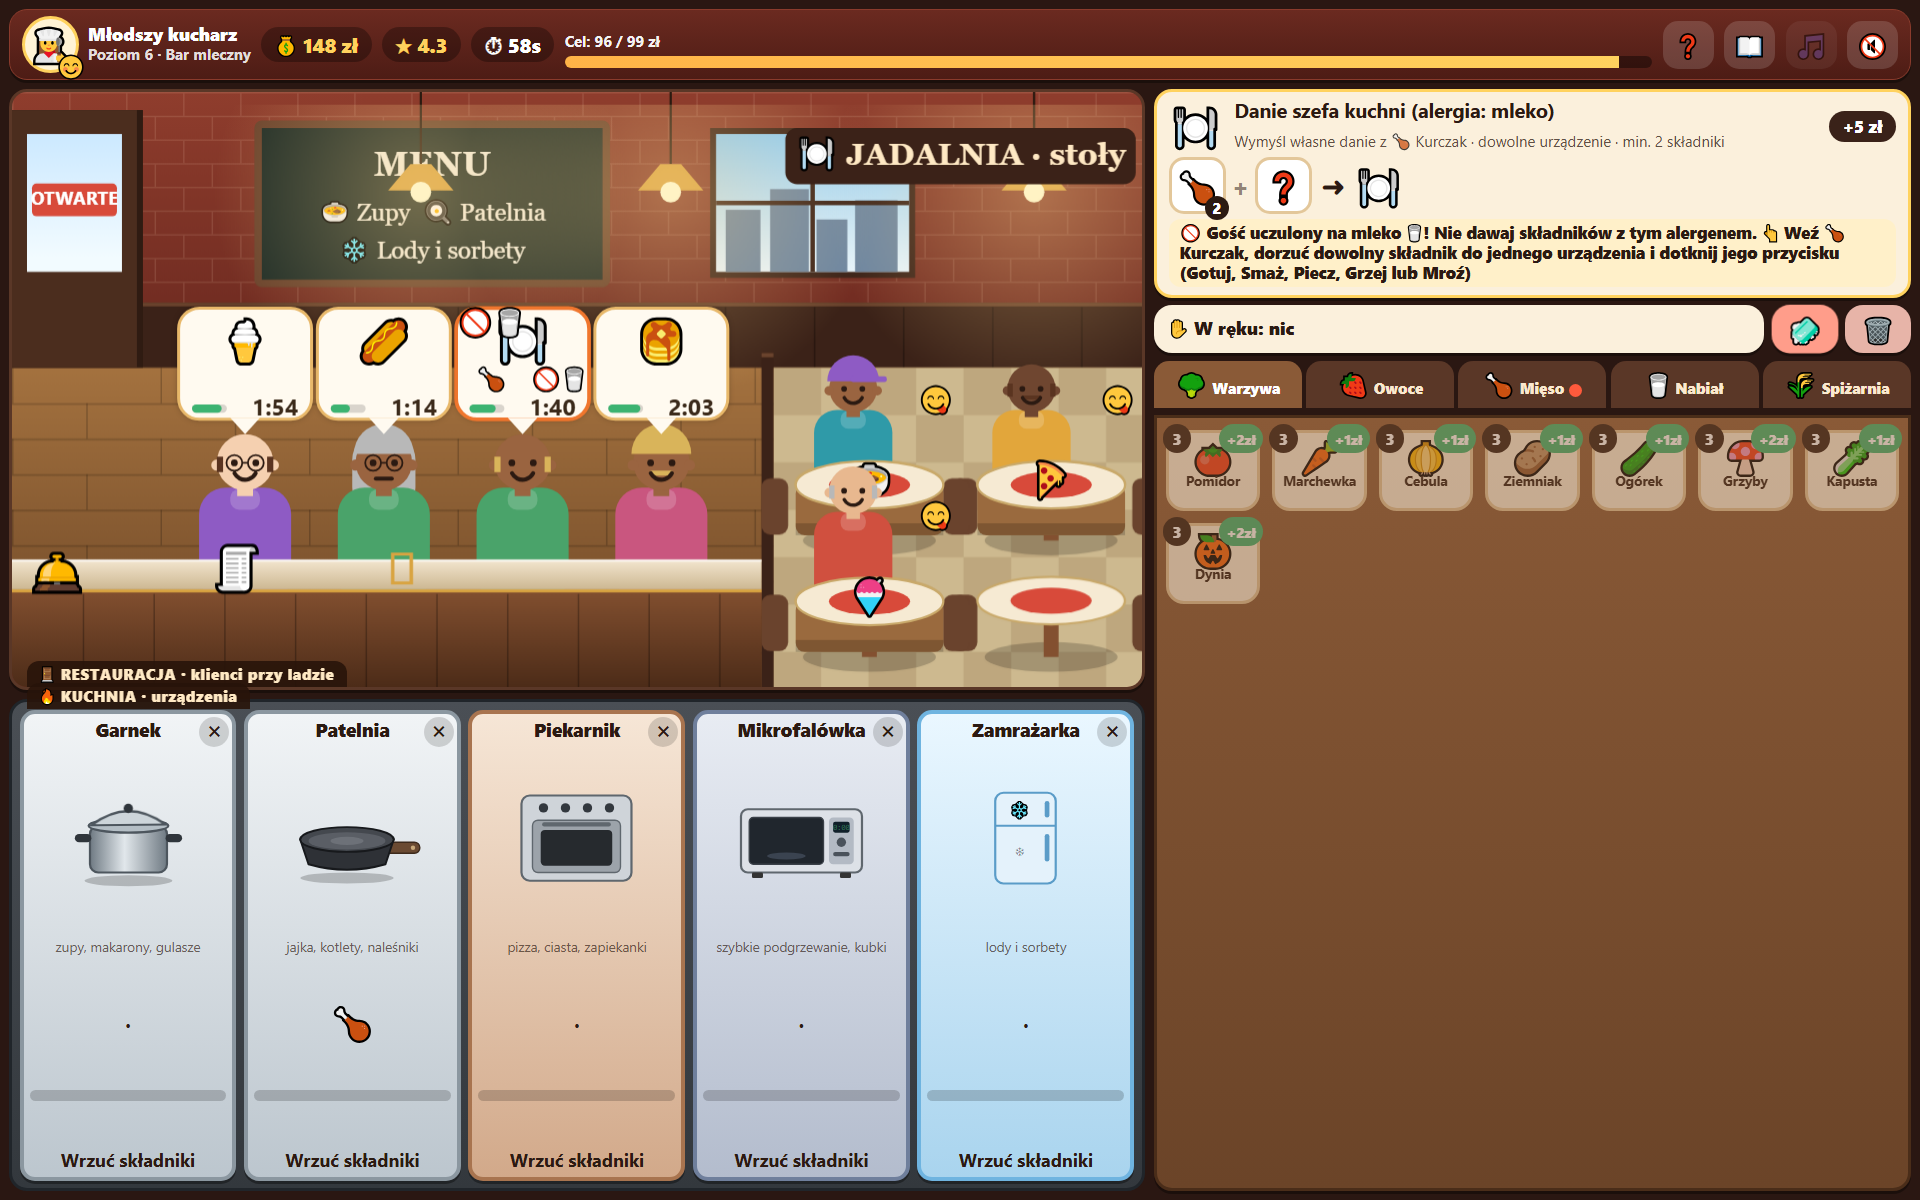 Młodszy kucharz
Poziom 6 · Bar mleczny
148 zł
★ 4.3
58s
Cel: 96 / 99 zł
OTWARTE
MENU
Zupy Patelnia
Lody i sorbety
JADALNIA · stoły
1:54
1:14
1:40
2:03
RESTAURACJA · klienci przy ladzie
KUCHNIA · urządzenia
Garnek ✕
zupy, makarony, gulasze
Wrzuć składniki
Patelnia ✕
jajka, kotlety, naleśniki
Wrzuć składniki
Piekarnik ✕
pizza, ciasta, zapiekanki
Wrzuć składniki
Mikrofalówka ✕
szybkie podgrzewanie, kubki
Wrzuć składniki
Zamrażarka ✕
lody i sorbety
Wrzuć składniki
Danie szefa kuchni (alergia: mleko)
Wymyśl własne danie z 🍗 Kurczak · dowolne urządzenie · min. 2 składniki
+5 zł
2 + ❓ →
🚫 Gość uczulony na mleko 🥛! Nie dawaj składników z tym alergenem. 👆 Weź 🍗
Kurczak, dorzuć dowolny składnik do jednego urządzenia i dotknij jego przycisku
(Gotuj, Smaż, Piecz, Grzej lub Mroź)
W ręku: nic
Warzywa
Owoce
Mięso
Nabiał
Spiżarnia
3 +2zł
Pomidor
3 +1zł
Marchewka
3 +1zł
Cebula
3 +1zł
Ziemniak
3 +1zł
Ogórek
3 +2zł
Grzyby
3 +1zł
Kapusta
3 +2zł
Dynia